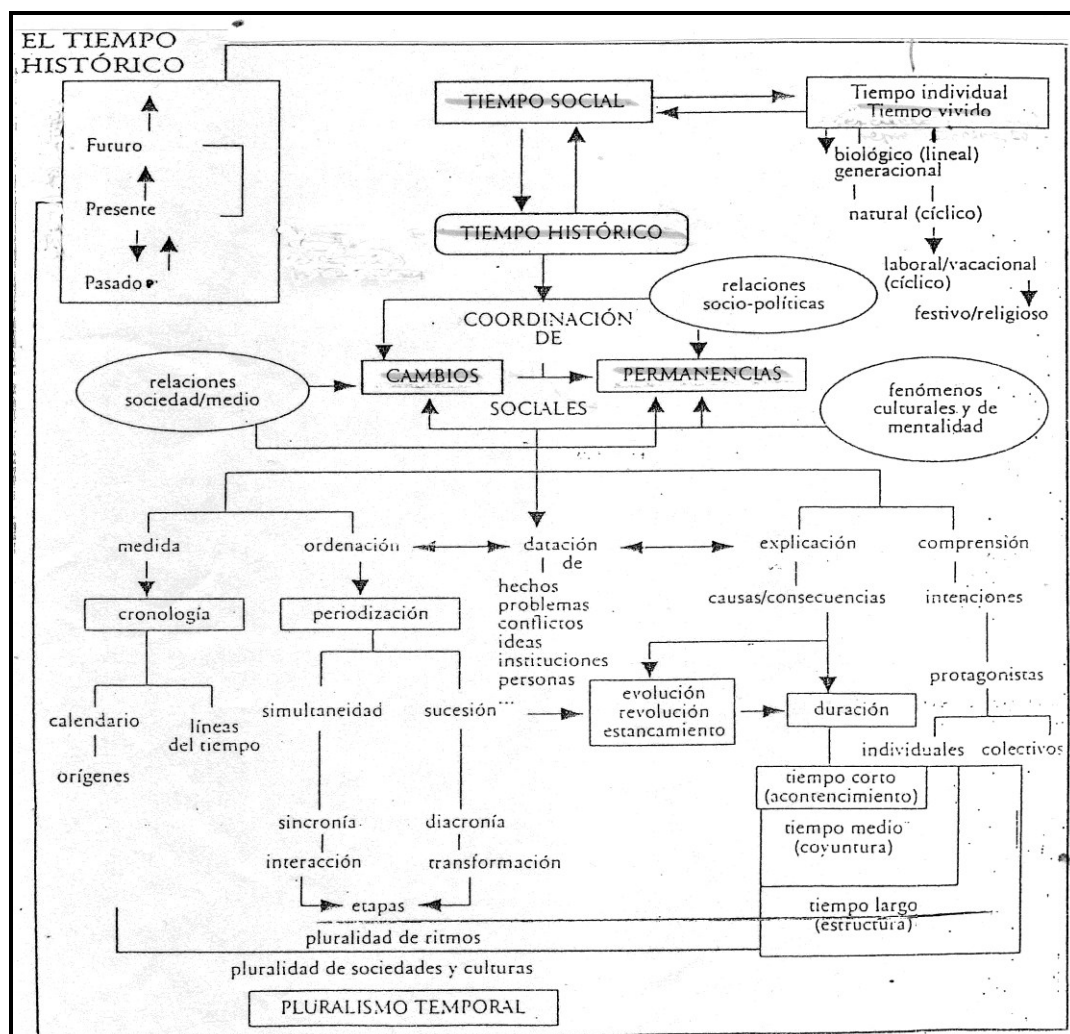 EL TIEMPO
HISTÓRICO
Futuro
Presente
Pasado
TIEMPO SOCIAL
Tiempo individual
Tiempo vivido
biológico (lineal)
generacional
natural (cíclico)
laboral/vacacional
(cíclico)
festivo/religioso
TIEMPO HISTÓRICO
relaciones
socio-políticas
COORDINACIÓN
DE
relaciones
sociedad/medio
CAMBIOS
PERMANENCIAS
SOCIALES
fenómenos
culturales y de
mentalidad
medida
ordenación
datación
de
explicación
comprensión
cronología
periodización
hechos
problemas
conflictos
ideas
instituciones
personas
...
causas/consecuencias
intenciones
calendario
líneas
del tiempo
orígenes
simultaneidad
sucesión
evolución
revolución
estancamiento
duración
protagonistas
individuales
colectivos
tiempo corto
(acontencimiento)
tiempo medio
(coyuntura)
tiempo largo
(estructura)
sincronía
diacronía
interacción
transformación
etapas
pluralidad de ritmos
pluralidad de sociedades y culturas
PLURALISMO TEMPORAL